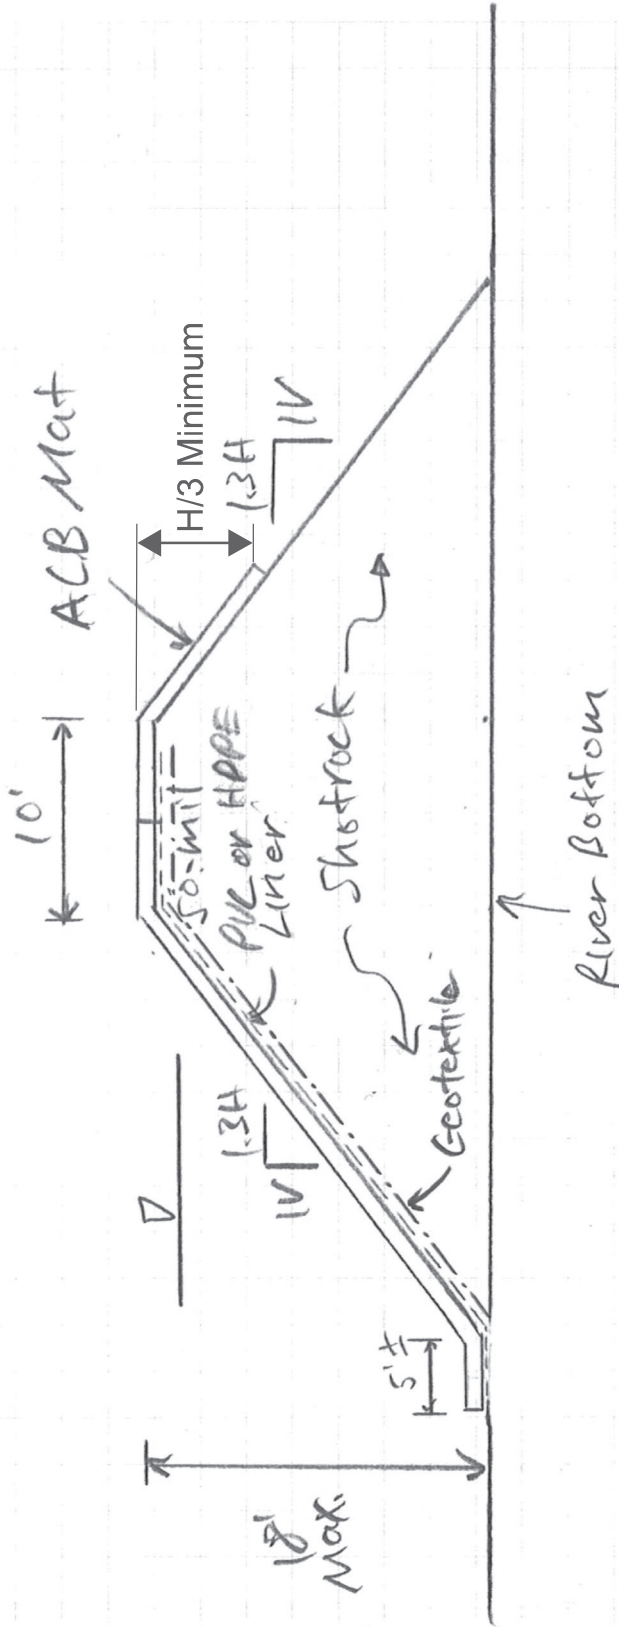 10'
ACB Mat
H/3 Minimum
1.3H
1V
50-mil
PVC or HDPE
Liner
Shotrock
1.3H
1V
Geotextile
5'±
18'
Max.
River Bottom